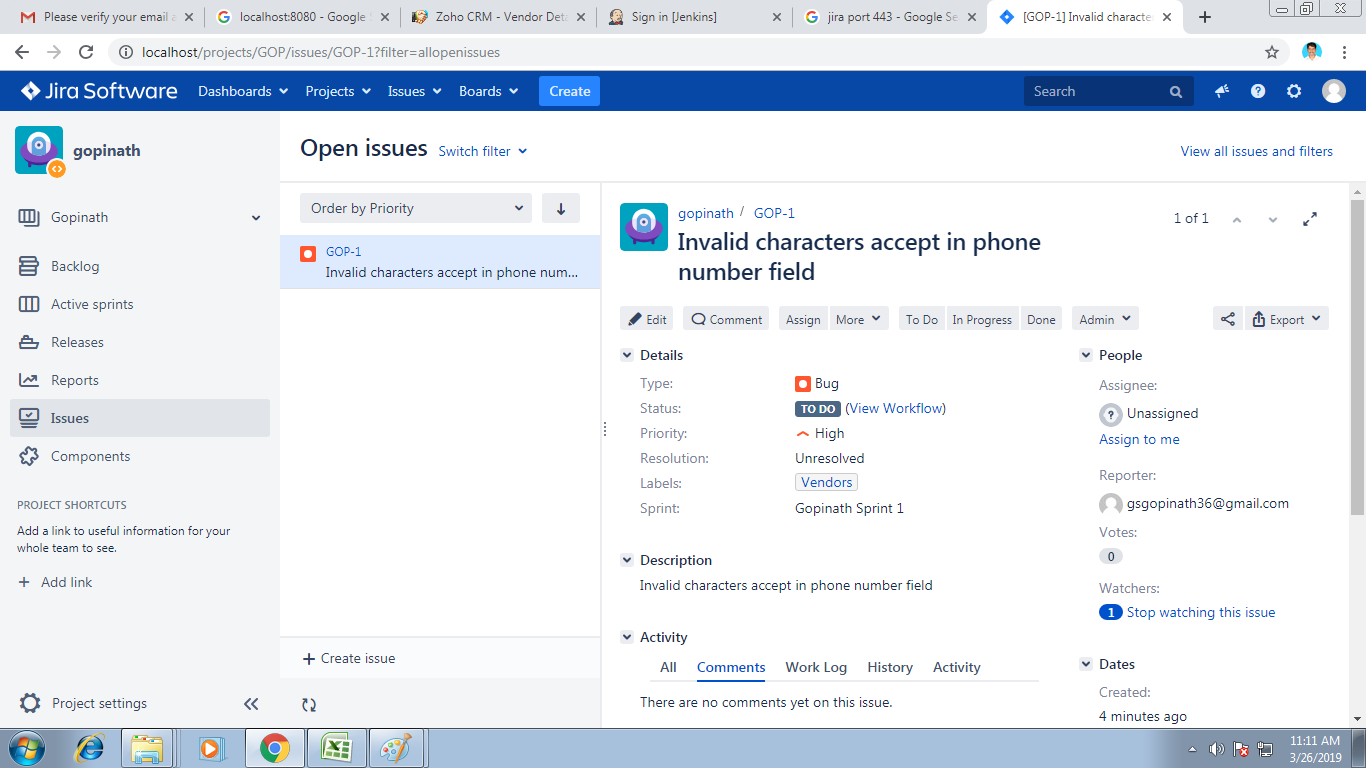 Please verify your email a
localhost:8080 - Google S
Zoho CRM - Vendor Deta
Sign in [Jenkins]
jira port 443 - Google Se
[GOP-1] Invalid characte
localhost/projects/GOP/issues/GOP-1?filter=allopenissues
Jira Software Dashboards Projects Issues Boards Create Search
gopinath
Gopinath
Backlog
Active sprints
Releases
Reports
Issues
Components
PROJECT SHORTCUTS
Add a link to useful information for your
whole team to see.
+ Add link
Project settings
Open issues Switch filter
View all issues and filters
Order by Priority
GOP-1
Invalid characters accept in phone num...
+ Create issue
gopinath / GOP-1
1 of 1
Invalid characters accept in phone
number field
Edit Comment Assign More To Do In Progress Done Admin Export
Details
Type: Bug
Status: TO DO (View Workflow)
Priority: High
Resolution: Unresolved
Labels: Vendors
Sprint: Gopinath Sprint 1
Description
Invalid characters accept in phone number field
Activity
All Comments Work Log History Activity
There are no comments yet on this issue.
People
Assignee:
Unassigned
Assign to me
Reporter:
gsgopinath36@gmail.com
Votes:
0
Watchers:
1 Stop watching this issue
Dates
Created:
4 minutes ago
11:11 AM
3/26/2019